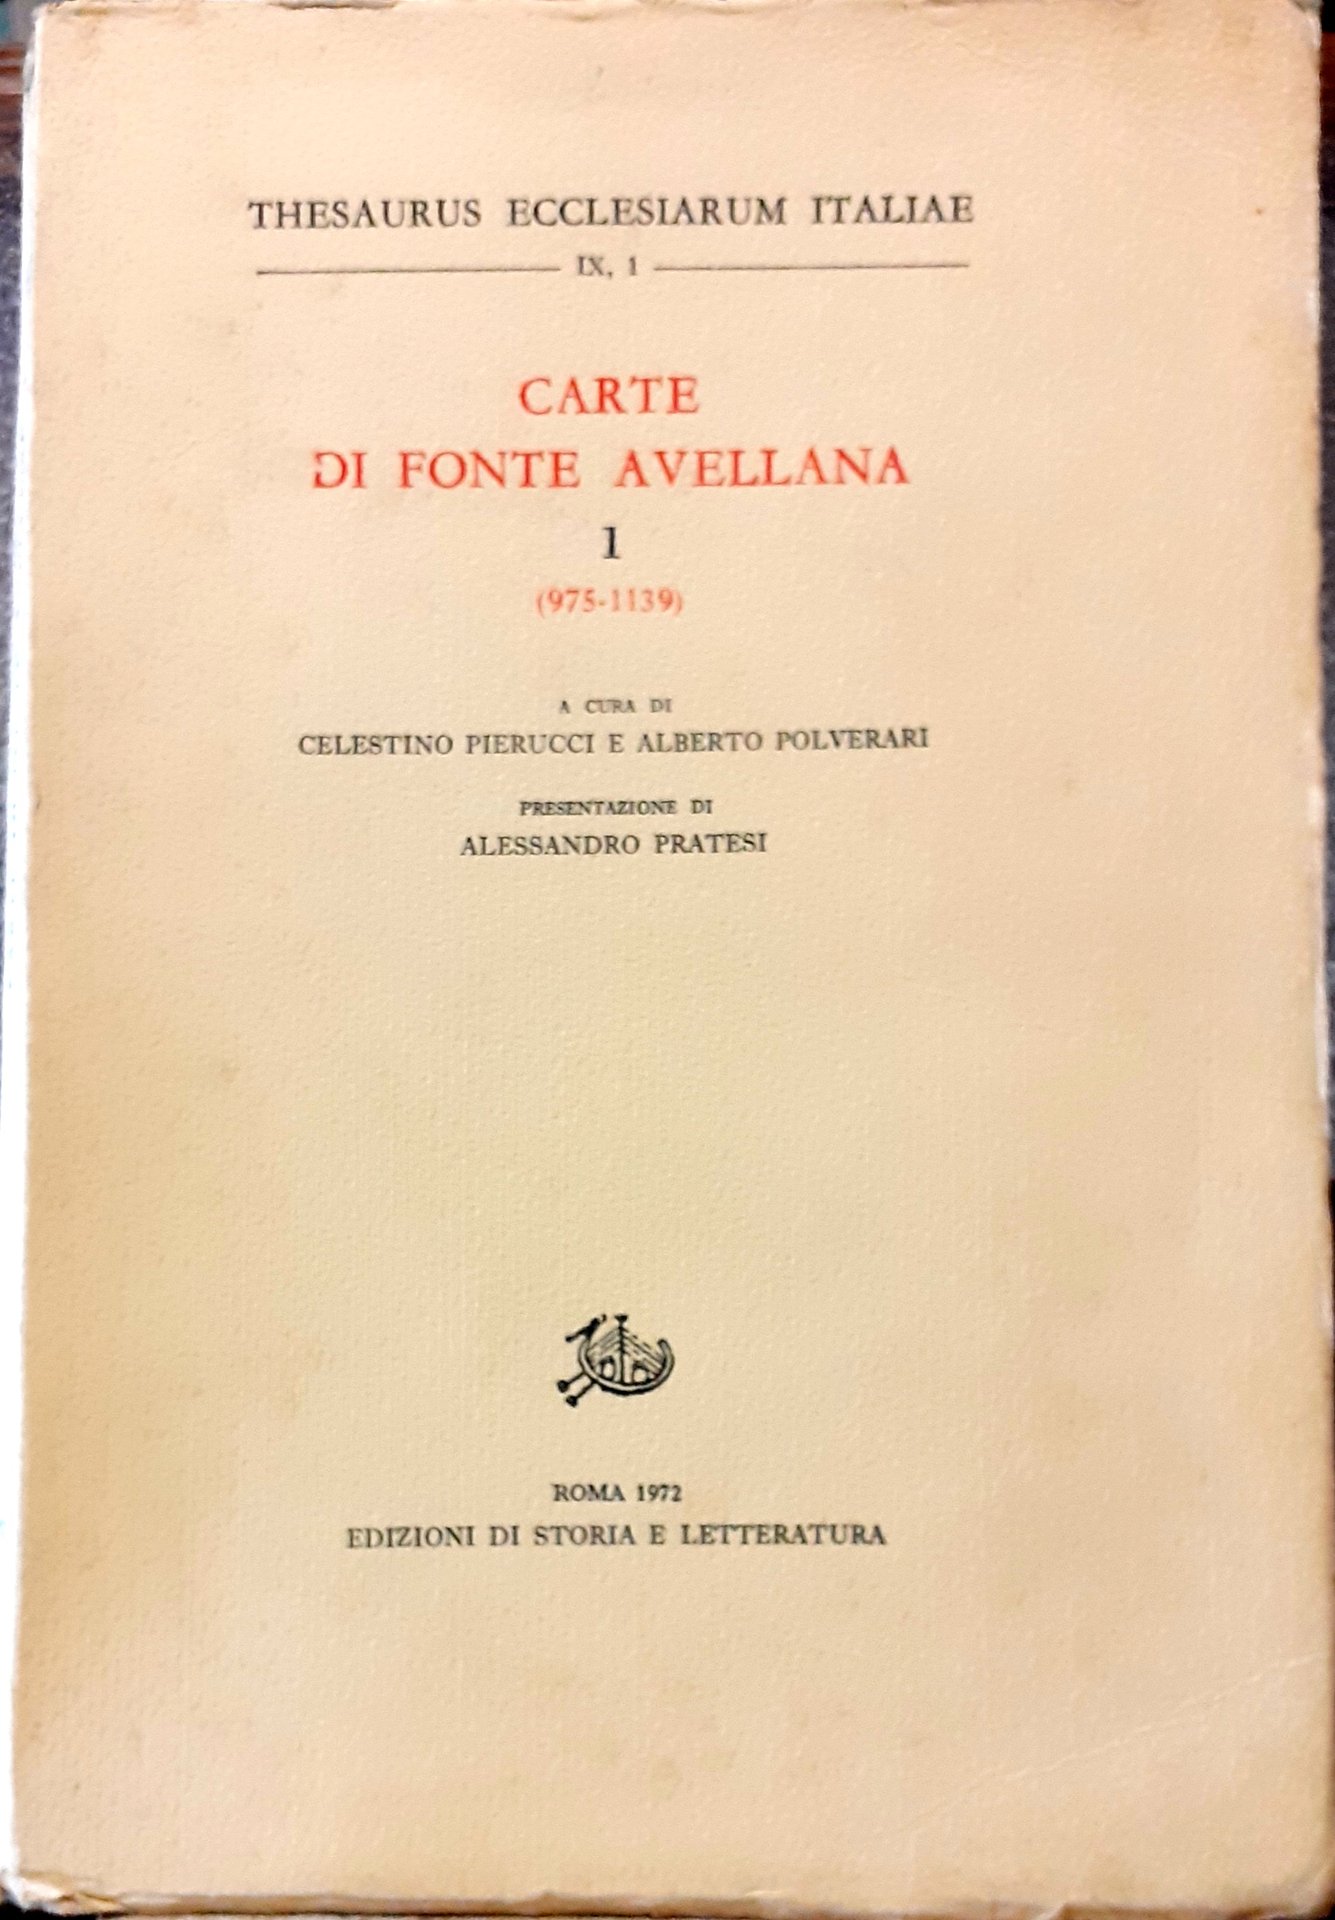 THESAURUS ECCLESIARUM ITALIAE
IX, 1
CARTE
DI FONTE AVELLANA
1
(975-1139)
A CURA DI
CELESTINO PIERUCCI E ALBERTO POLVERARI
PRESENTAZIONE DI
ALESSANDRO PRATESI
ROMA 1972
EDIZIONI DI STORIA E LETTERATURA